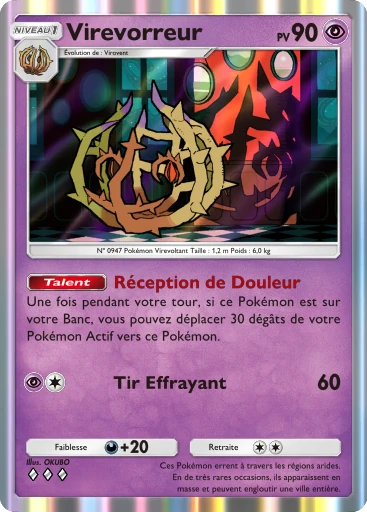 NIVEAU 1
Virevorreur
PV 90
Évolution de : Virovent
N° 0947 Pokémon Virevoltant Taille : 1,2 m Poids : 6,0 kg
Talent Réception de Douleur
Une fois pendant votre tour, si ce Pokémon est sur
votre Banc, vous pouvez déplacer 30 dégâts de votre
Pokémon Actif vers ce Pokémon.
Tir Effrayant 60
Faiblesse +20 Retraite
Illus. OKUBO
Ces Pokémon errent à travers les régions arides.
En de très rares occasions, ils apparaissent en
masse et peuvent engloutir une ville entière.